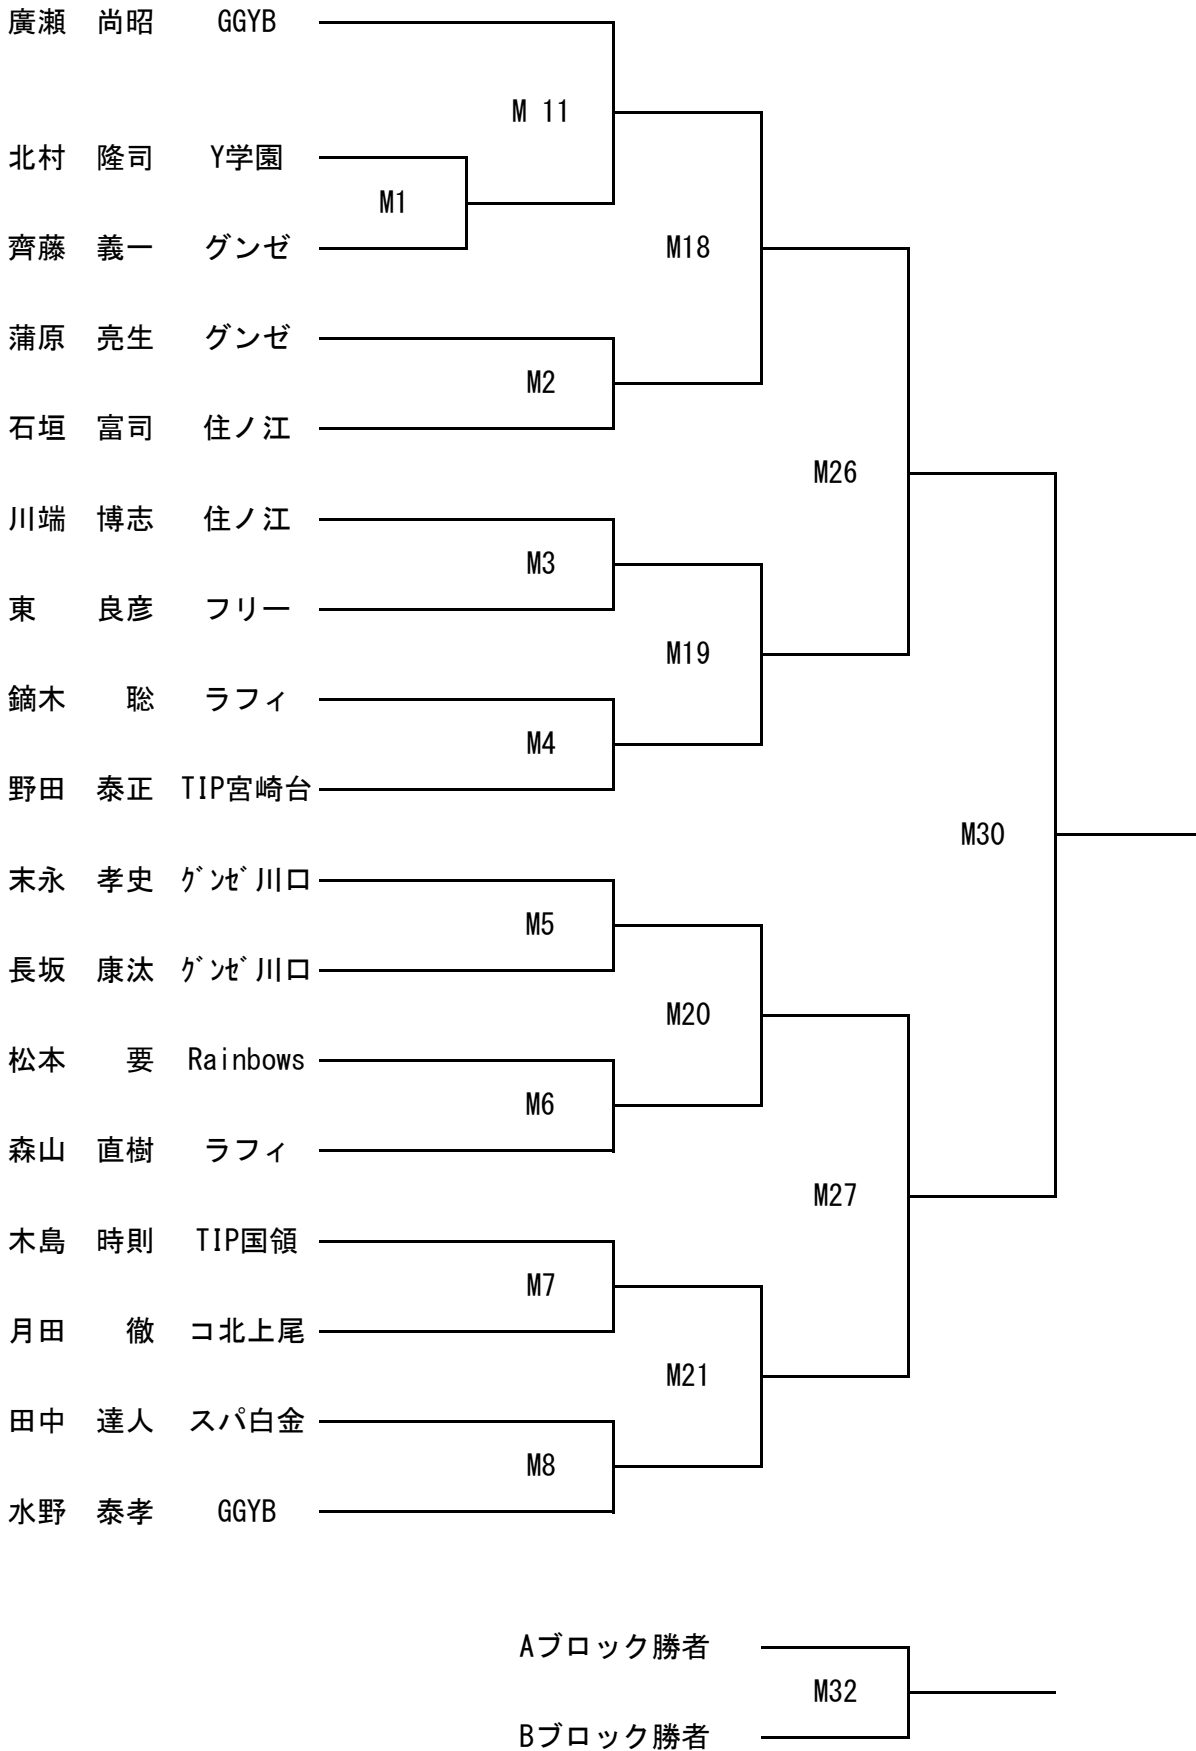 廣瀬 尚昭 GGYB
M 11
北村 隆司 Y学園
M1
齊藤 義一 グンゼ
M18
蒲原 亮生 グンゼ
M2
石垣 富司 住ノ江
M26
川端 博志 住ノ江
M3
東 良彦 フリー
M19
鏑木 聡 ラフィ
M4
野田 泰正 TIP宮崎台
M30
末永 孝史 グンゼ川口
M5
長坂 康汰 グンゼ川口
M20
松本 要 Rainbows
M6
森山 直樹 ラフィ
M27
木島 時則 TIP国領
M7
月田 徹 コ北上尾
M21
田中 達人 スパ白金
M8
水野 泰孝 GGYB
Aブロック勝者
M32
Bブロック勝者